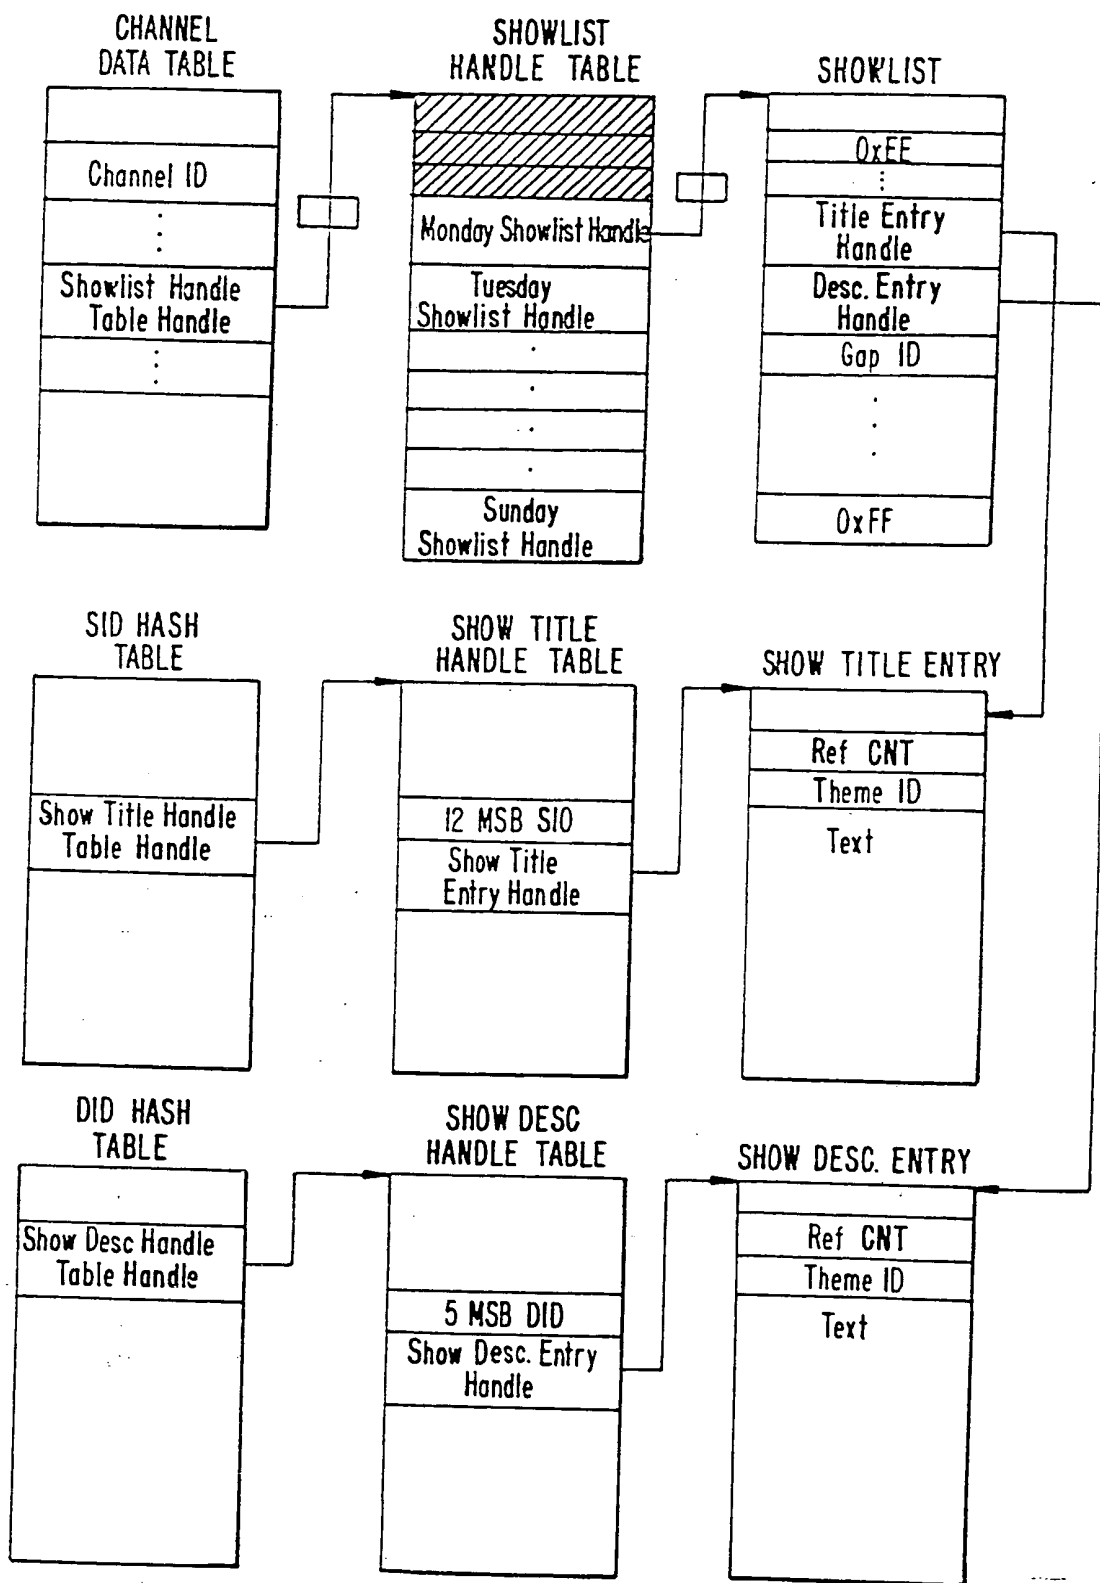 CHANNEL
DATA TABLE
Channel ID
Showlist Handle
Table Handle
SHOWLIST
HANDLE TABLE
Monday Showlist Handle
Tuesday
Showlist Handle
Sunday
Showlist Handle
SHOWLIST
0xEE
Title Entry
Handle
Desc. Entry
Handle
Gap ID
0xFF
SID HASH
TABLE
Show Title Handle
Table Handle
SHOW TITLE
HANDLE TABLE
12 MSB SIO
Show Title
Entry Handle
SHOW TITLE ENTRY
Ref CNT
Theme ID
Text
DID HASH
TABLE
Show Desc Handle
Table Handle
SHOW DESC
HANDLE TABLE
5 MSB DID
Show Desc. Entry
Handle
SHOW DESC. ENTRY
Ref CNT
Theme ID
Text